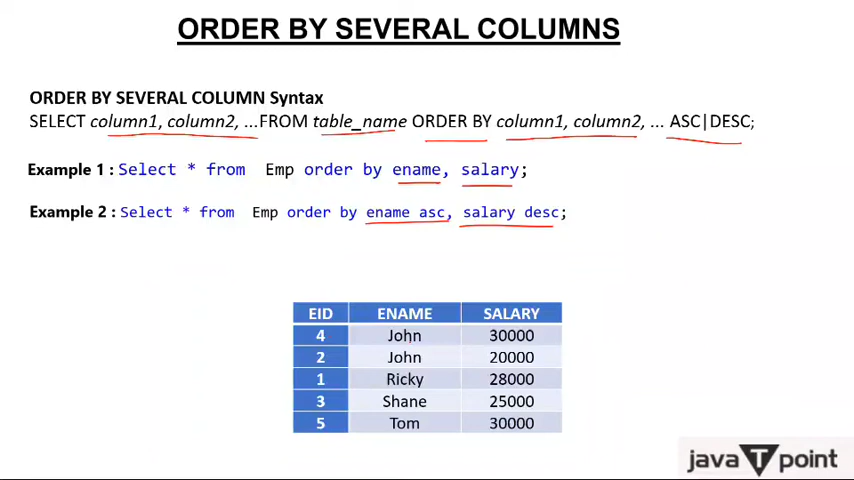 ORDER BY SEVERAL COLUMNS
ORDER BY SEVERAL COLUMN Syntax
SELECT column1, column2, ...FROM table_name ORDER BY column1, column2, ... ASC|DESC;
Example 1 : Select * from Emp order by ename, salary;
Example 2 : Select * from Emp order by ename asc, salary desc;
EID ENAME SALARY
4 John 30000
2 John 20000
1 Ricky 28000
3 Shane 25000
5 Tom 30000
java T point